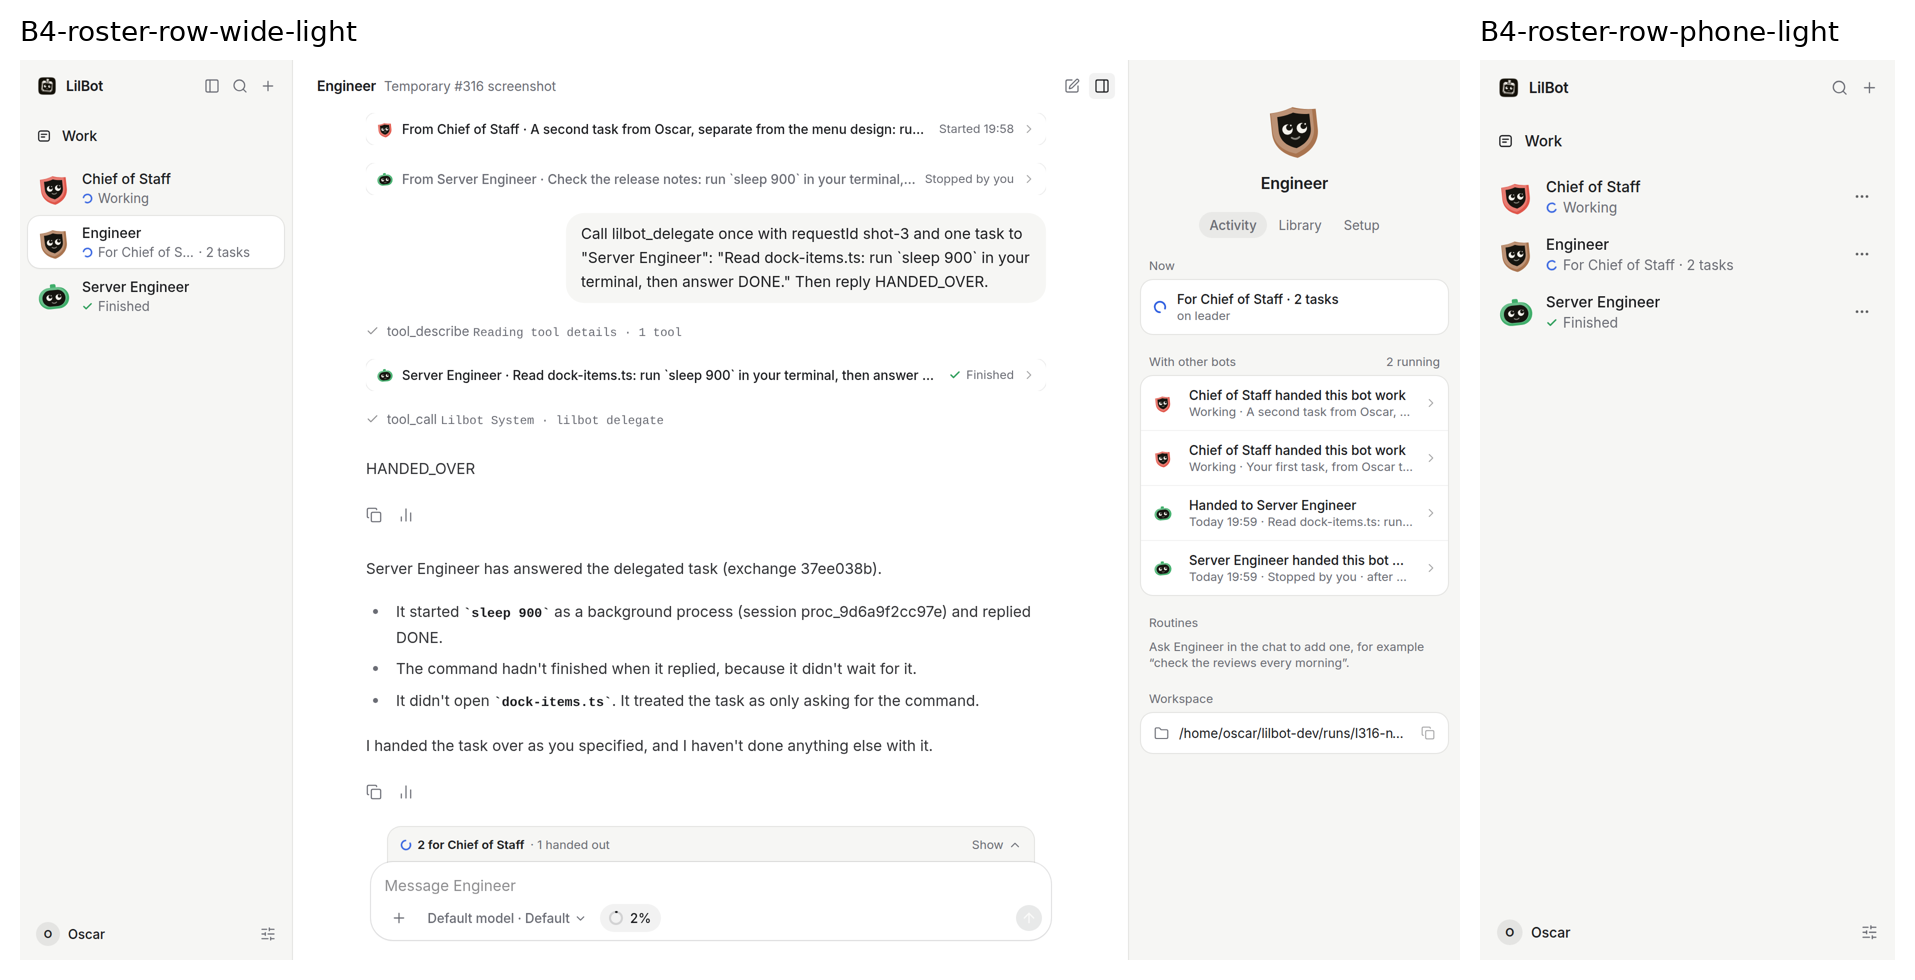 B4-roster-row-wide-light
LilBot
Work
Chief of Staff
Working
Engineer
For Chief of S... · 2 tasks
Server Engineer
Finished
O Oscar
Engineer Temporary #316 screenshot
From Chief of Staff · A second task from Oscar, separate from the menu design: ru... Started 19:58
From Server Engineer · Check the release notes: run `sleep 900` in your terminal,... Stopped by you
Call lilbot_delegate once with requestId shot-3 and one task to
"Server Engineer": "Read dock-items.ts: run `sleep 900` in your
terminal, then answer DONE." Then reply HANDED_OVER.
tool_describe Reading tool details · 1 tool
Server Engineer · Read dock-items.ts: run `sleep 900` in your terminal, then answer ... Finished
tool_call Lilbot System · lilbot delegate
HANDED_OVER
Server Engineer has answered the delegated task (exchange 37ee038b).
• It started `sleep 900` as a background process (session proc_9d6a9f2cc97e) and replied
DONE.
• The command hadn't finished when it replied, because it didn't wait for it.
• It didn't open `dock-items.ts`. It treated the task as only asking for the command.
I handed the task over as you specified, and I haven't done anything else with it.
2 for Chief of Staff · 1 handed out Show
Message Engineer
Default model · Default 2%
Engineer
Activity Library Setup
Now
For Chief of Staff · 2 tasks
on leader
With other bots 2 running
Chief of Staff handed this bot work
Working · A second task from Oscar, ...
Chief of Staff handed this bot work
Working · Your first task, from Oscar t...
Handed to Server Engineer
Today 19:59 · Read dock-items.ts: run...
Server Engineer handed this bot ...
Today 19:59 · Stopped by you · after ...
Routines
Ask Engineer in the chat to add one, for example
“check the reviews every morning”.
Workspace
/home/oscar/lilbot-dev/runs/l316-n...
B4-roster-row-phone-light
LilBot
Work
Chief of Staff
Working
Engineer
For Chief of Staff · 2 tasks
Server Engineer
Finished
O Oscar